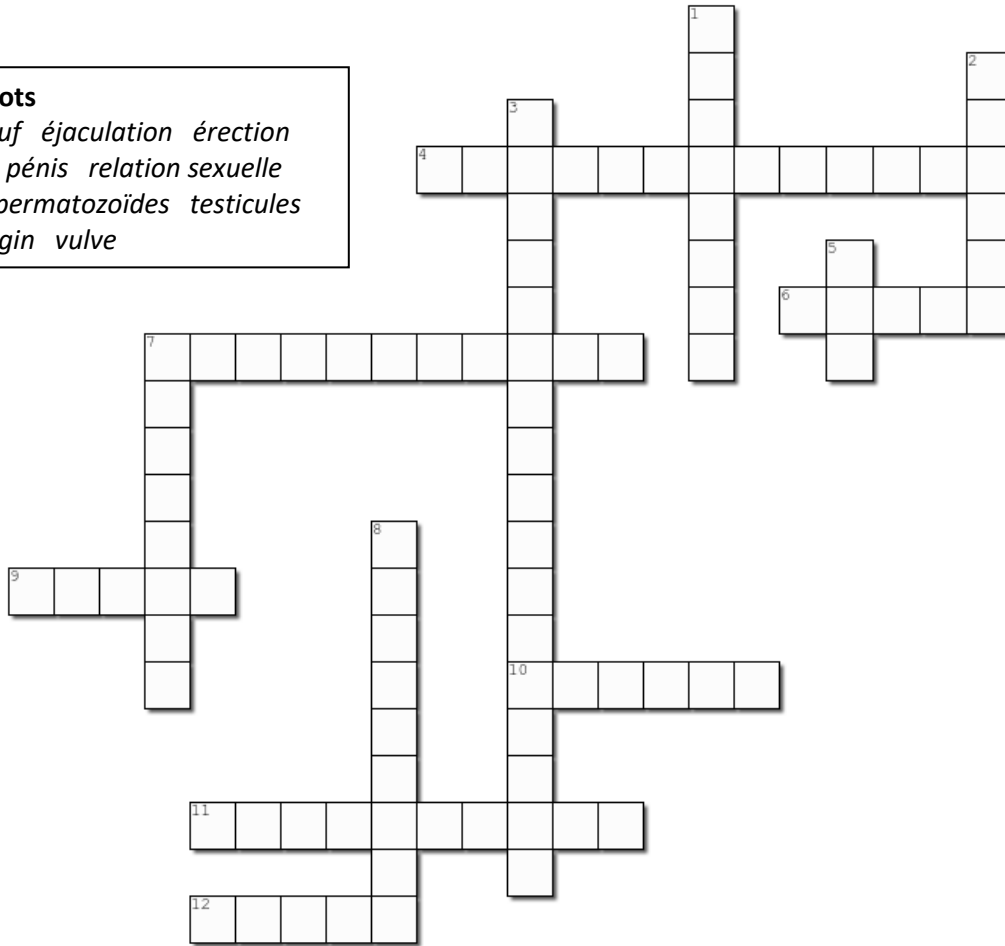 ots
uf éjaculation érection
pénis relation sexuelle
permatozoïdes testicules
gin vulve
1
2
3
4
5
6
7
8
9
10
11
12